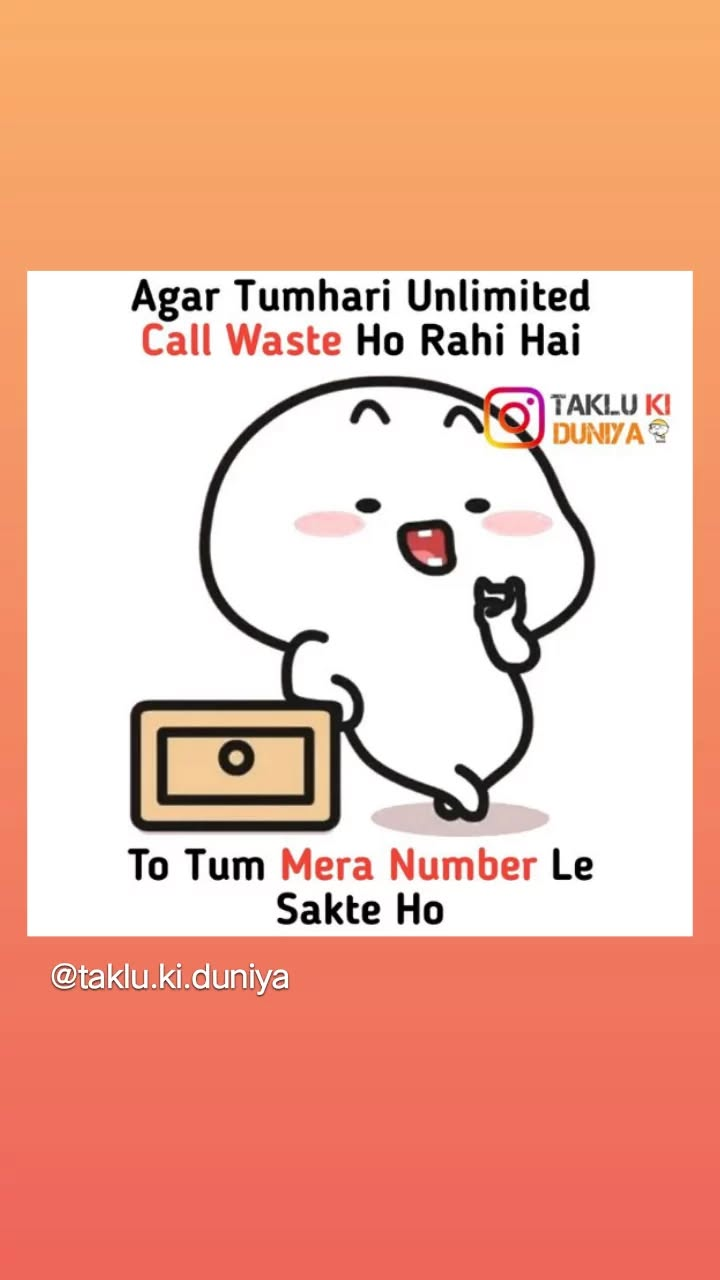 Agar Tumhari Unlimited
Call Waste Ho Rahi Hai
TAKLU KI
DUNIYA
To Tum Mera Number Le
Sakte Ho
@taklu.ki.duniya